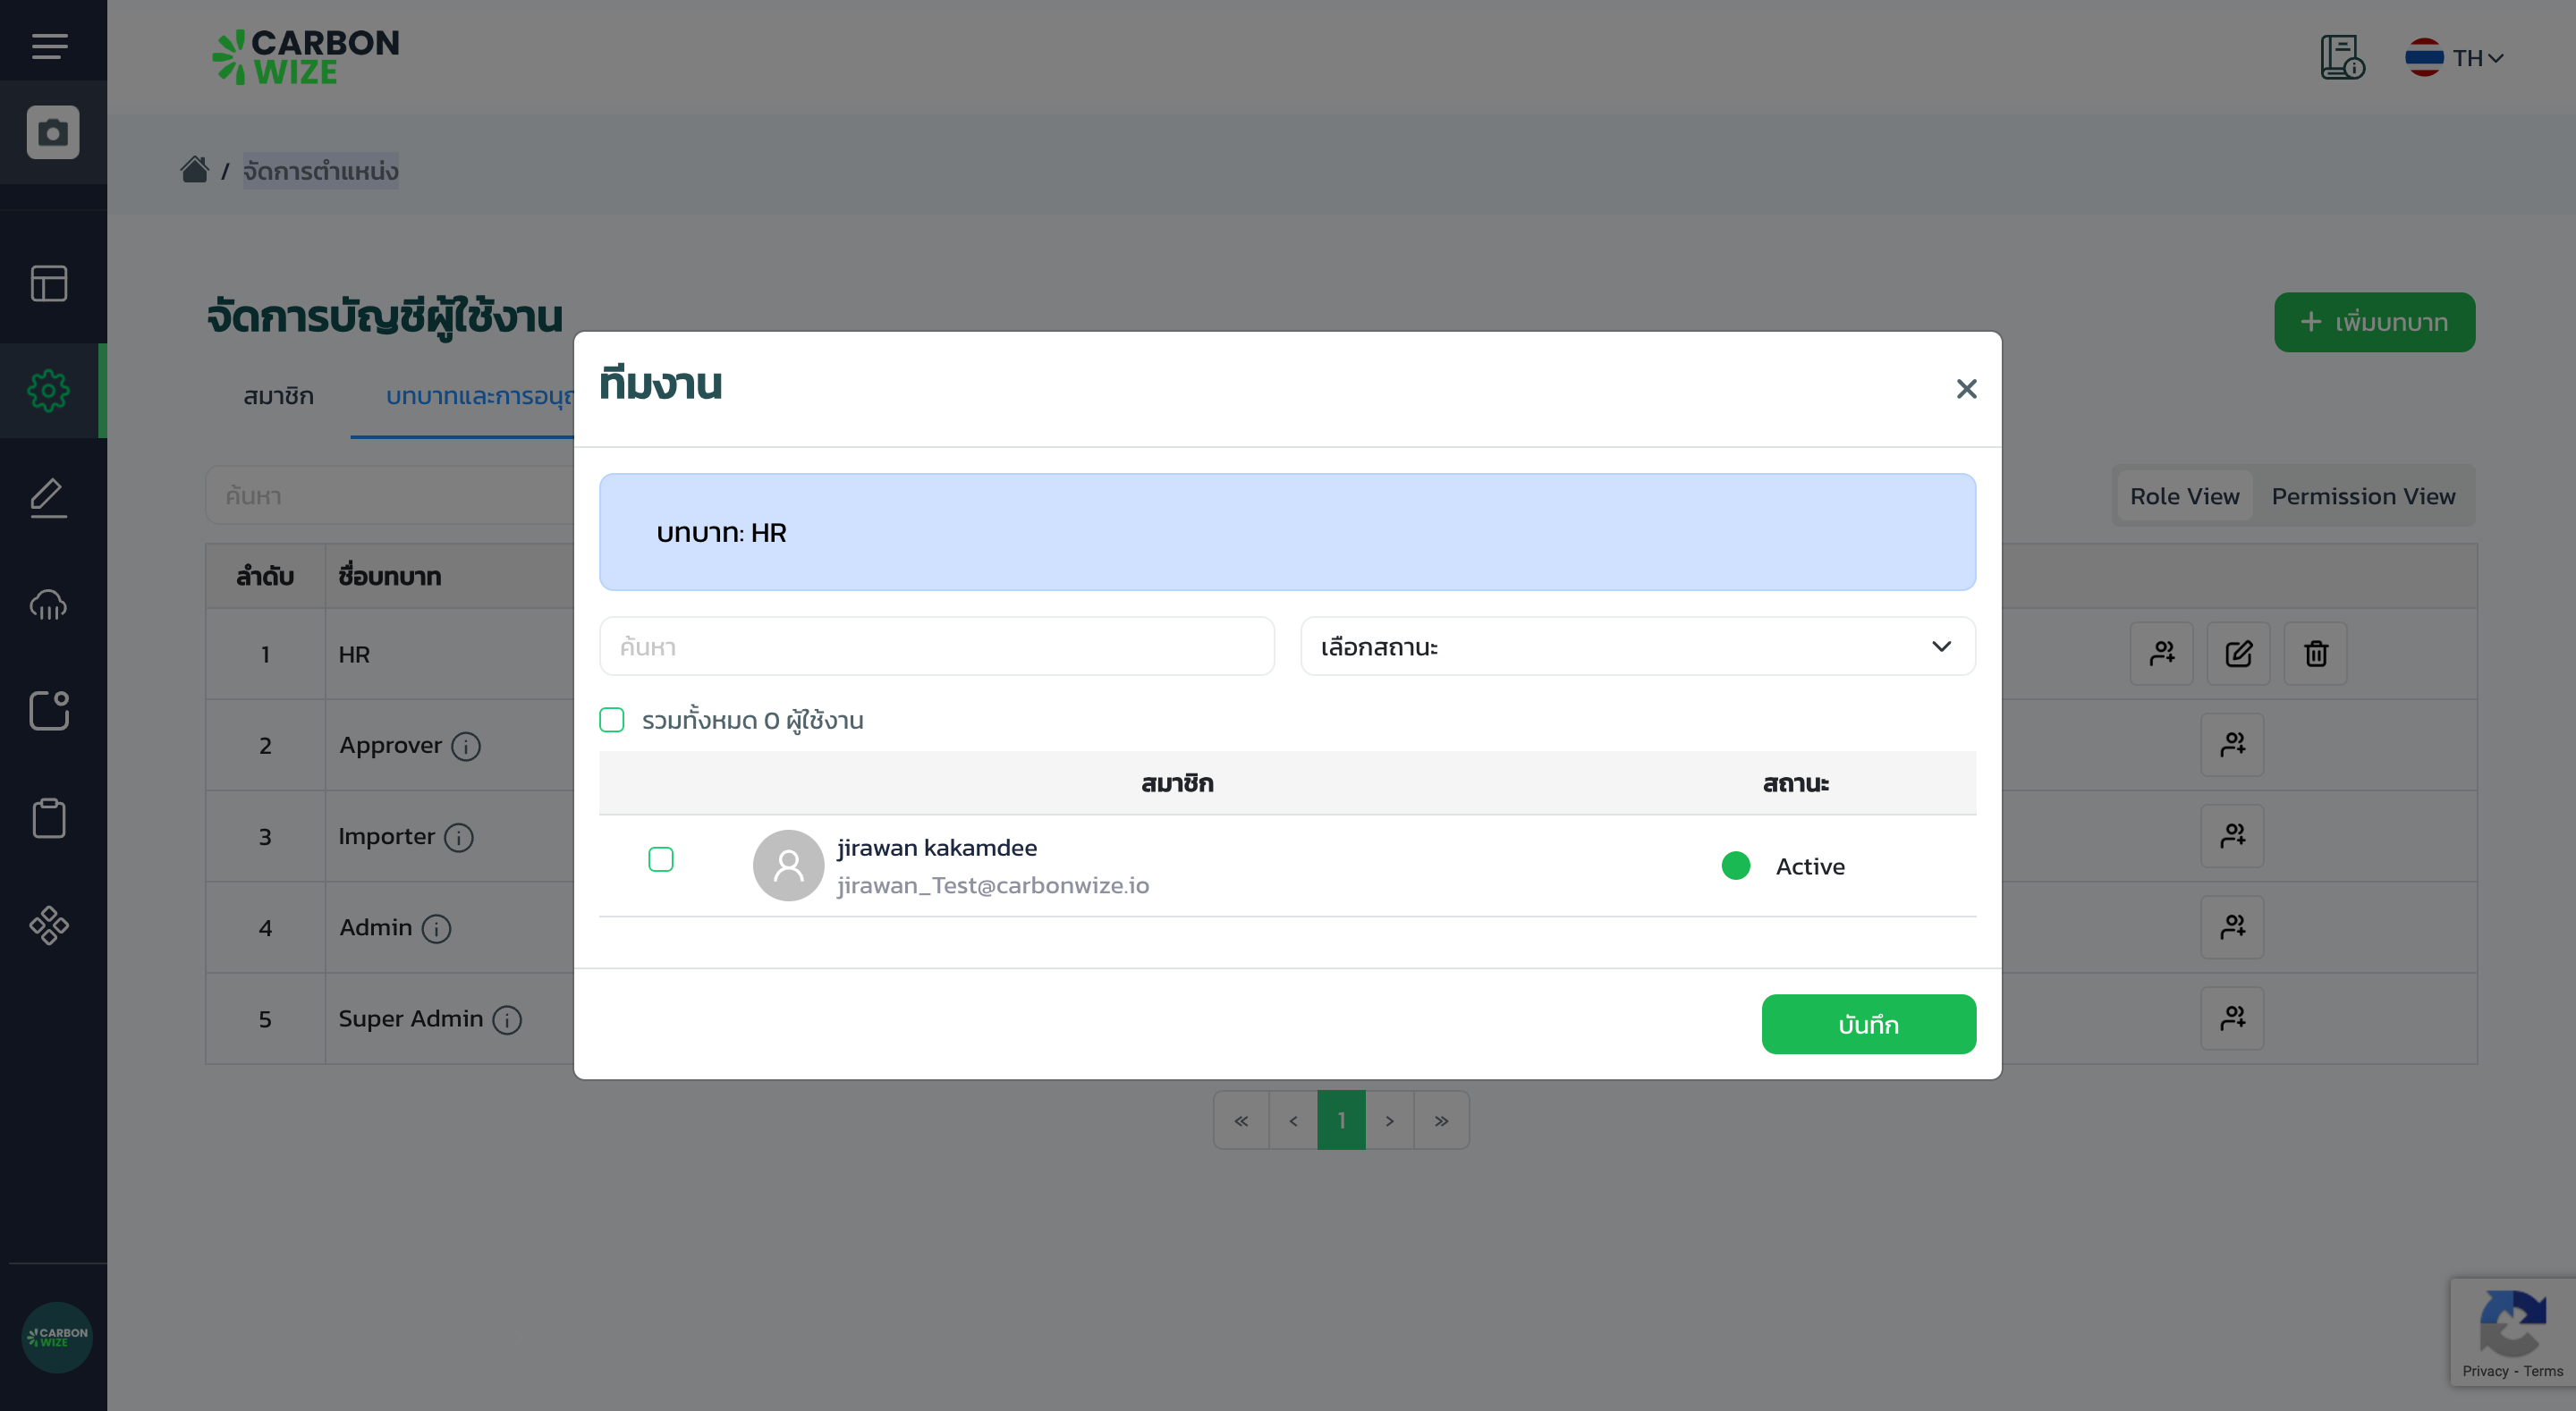 CARBON
WIZE
TH
/ จัดการตำแหน่ง
จัดการบัญชีผู้ใช้งาน
+ เพิ่มบทบาท
สมาชิก
บทบาทและการอนุญ
ค้นหา
Role View
Permission View
ลำดับ
ชื่อบทบาท
1
HR
2
Approver
3
Importer
4
Admin
5
Super Admin
ทีมงาน
บทบาท: HR
ค้นหา
เลือกสถานะ
รวมทั้งหมด 0 ผู้ใช้งาน
สมาชิก
สถานะ
jirawan kakamdee
jirawan_Test@carbonwize.io
Active
บันทึก
« ‹ 1 › »
CARBON
WIZE
Privacy - Terms